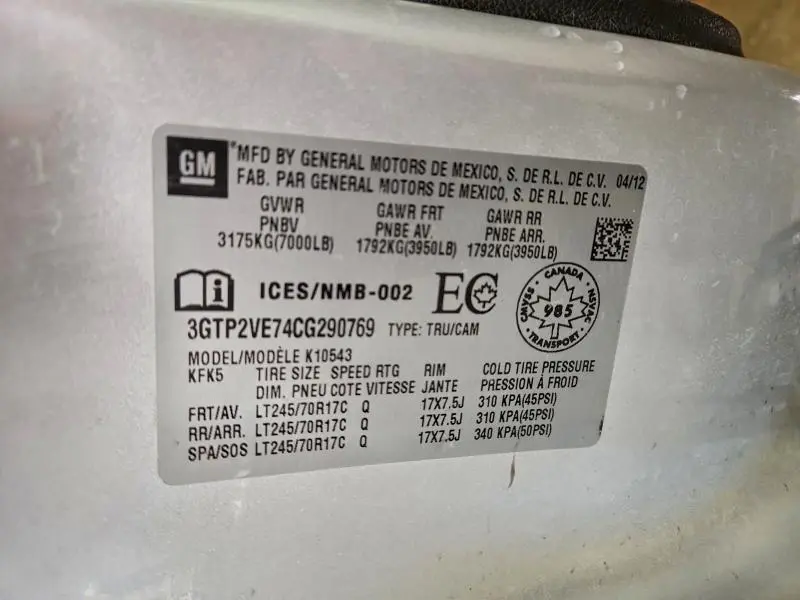 GM
*MFD BY GENERAL MOTORS DE MEXICO, S. DE R.L. DE C.V. 04/12
FAB. PAR GENERAL MOTORS DE MEXICO, S. DE R.L. DE C.V.
GVWR GAWR FRT GAWR RR
PNBV PNBE AV. PNBE ARR.
3175KG(7000LB) 1792KG(3950LB) 1792KG(3950LB)
i ICES/NMB-002 EC
CANADA
CMVSS 985 NSVAC
TRANSPORT
3GTP2VE74CG290769 TYPE: TRU/CAM
MODEL/MODÈLE K10543
KFK5 TIRE SIZE SPEED RTG RIM COLD TIRE PRESSURE
DIM. PNEU COTE VITESSE JANTE PRESSION À FROID
FRT/AV. LT245/70R17C Q 17X7.5J 310 KPA(45PSI)
RR/ARR. LT245/70R17C Q 17X7.5J 310 KPA(45PSI)
SPA/SOS LT245/70R17C Q 17X7.5J 340 KPA(50PSI)